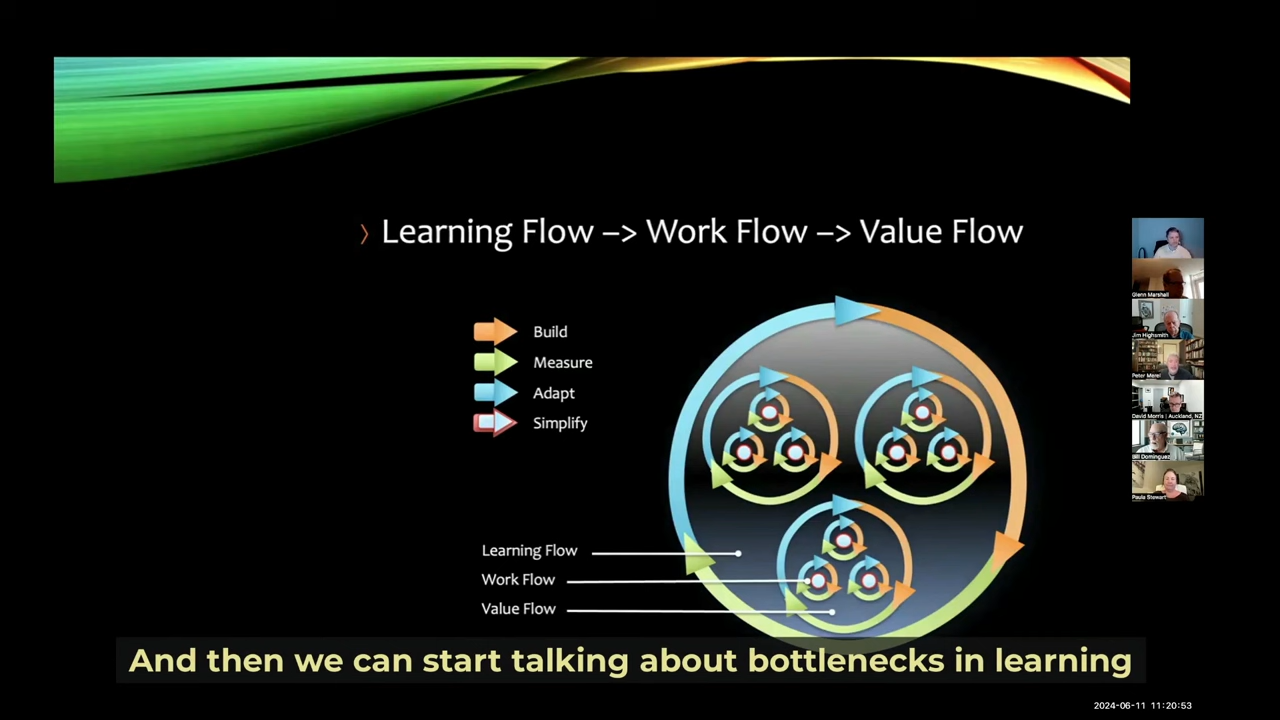 Learning Flow –> Work Flow –> Value Flow
Build
Measure
Adapt
Simplify
Learning Flow
Work Flow
Value Flow
Glenn Marshall
Jim Highsmith
Peter Merel
David Morris | Auckland, NZ
Bill Dominguez
Paula Stewart
And then we can start talking about bottlenecks in learning
2024-06-11 11:20:53